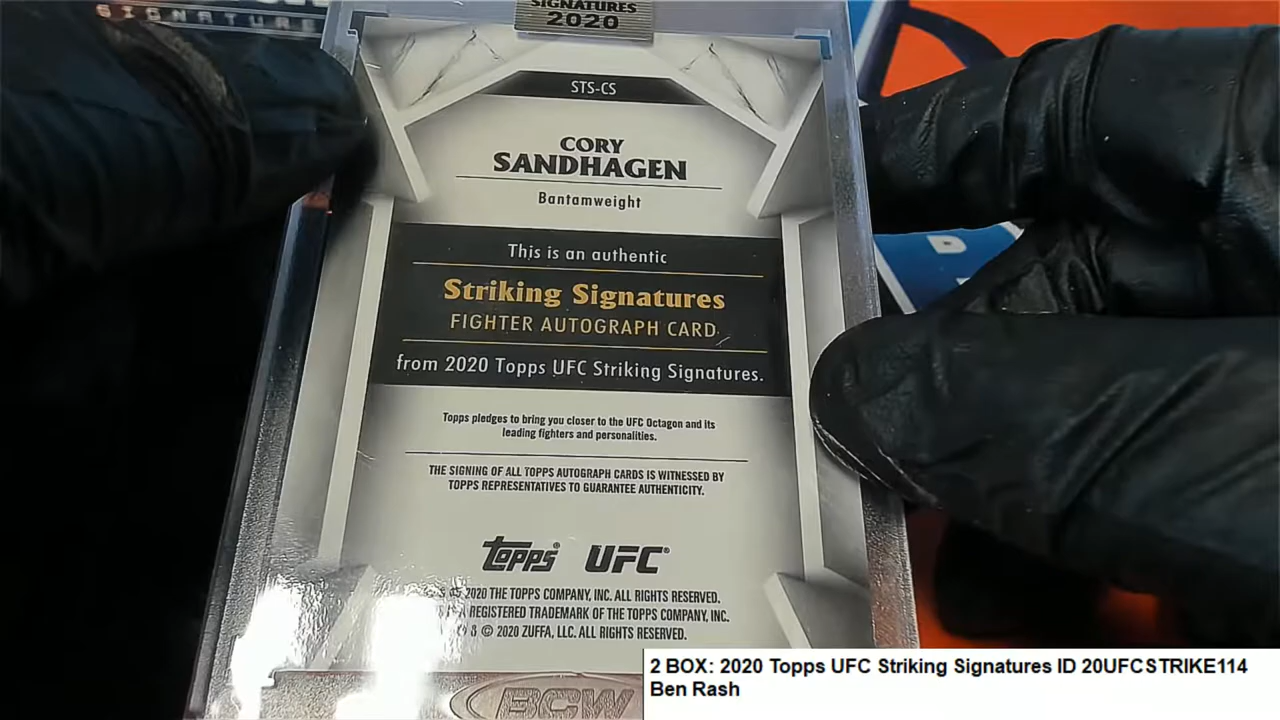 SIGNATURE
SIGNATURES
2020
STS-CS
CORY
SANDHAGEN
Bantamweight
This is an authentic
Striking Signatures
FIGHTER AUTOGRAPH CARD
from 2020 Topps UFC Striking Signatures.
Topps pledges to bring you closer to the UFC Octagon and its
leading fighters and personalities.
THE SIGNING OF ALL TOPPS AUTOGRAPH CARDS IS WITNESSED BY
TOPPS REPRESENTATIVES TO GUARANTEE AUTHENTICITY.
topps UFC
2020 THE TOPPS COMPANY, INC. ALL RIGHTS RESERVED.
REGISTERED TRADEMARK OF THE TOPPS COMPANY, INC.
© 2020 ZUFFA, LLC. ALL RIGHTS RESERVED.
BCW
2 BOX: 2020 Topps UFC Striking Signatures ID 20UFCSTRIKE114
Ben Rash